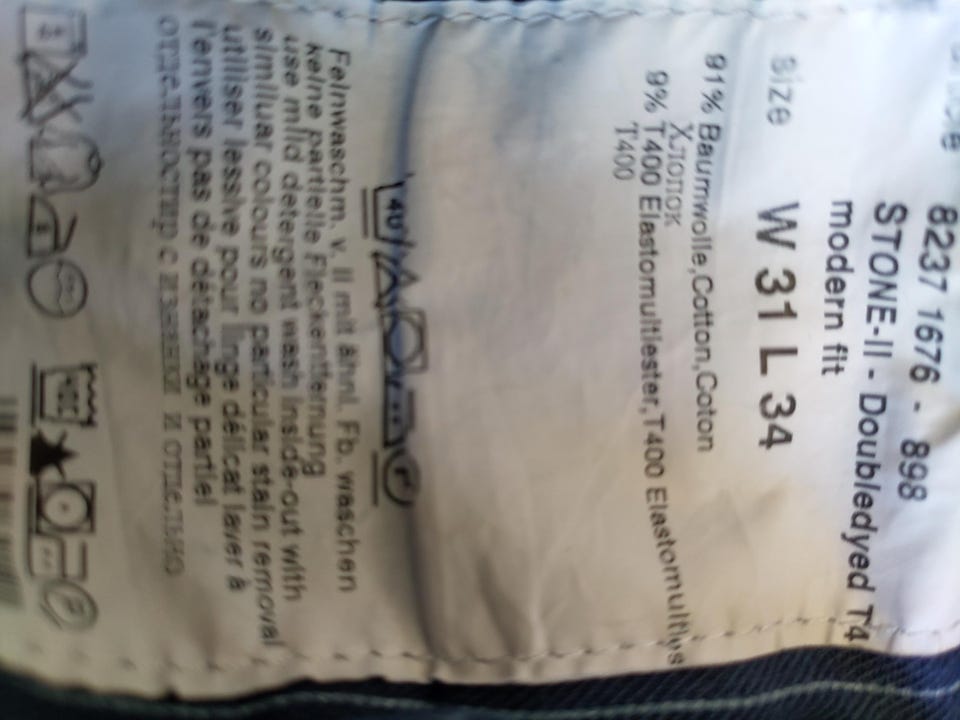 8237 1676 - 898
STONE-II - Doubledyed T4
modern fit
size W 31 L 34
91% Baumwolle,Cotton,Coton
Хлопок
9% T400 Elastomultiester,T400 Elastomulties
T400
40
Feinwaschm. v. li mit ähnl. Fb. waschen
keine partielle Fleckentfernung
use mild detergent wash inside-out with
similuar colours no particular stain removal
utiliser lessive pour linge délicat laver à
l'envers pas de détachage partiel